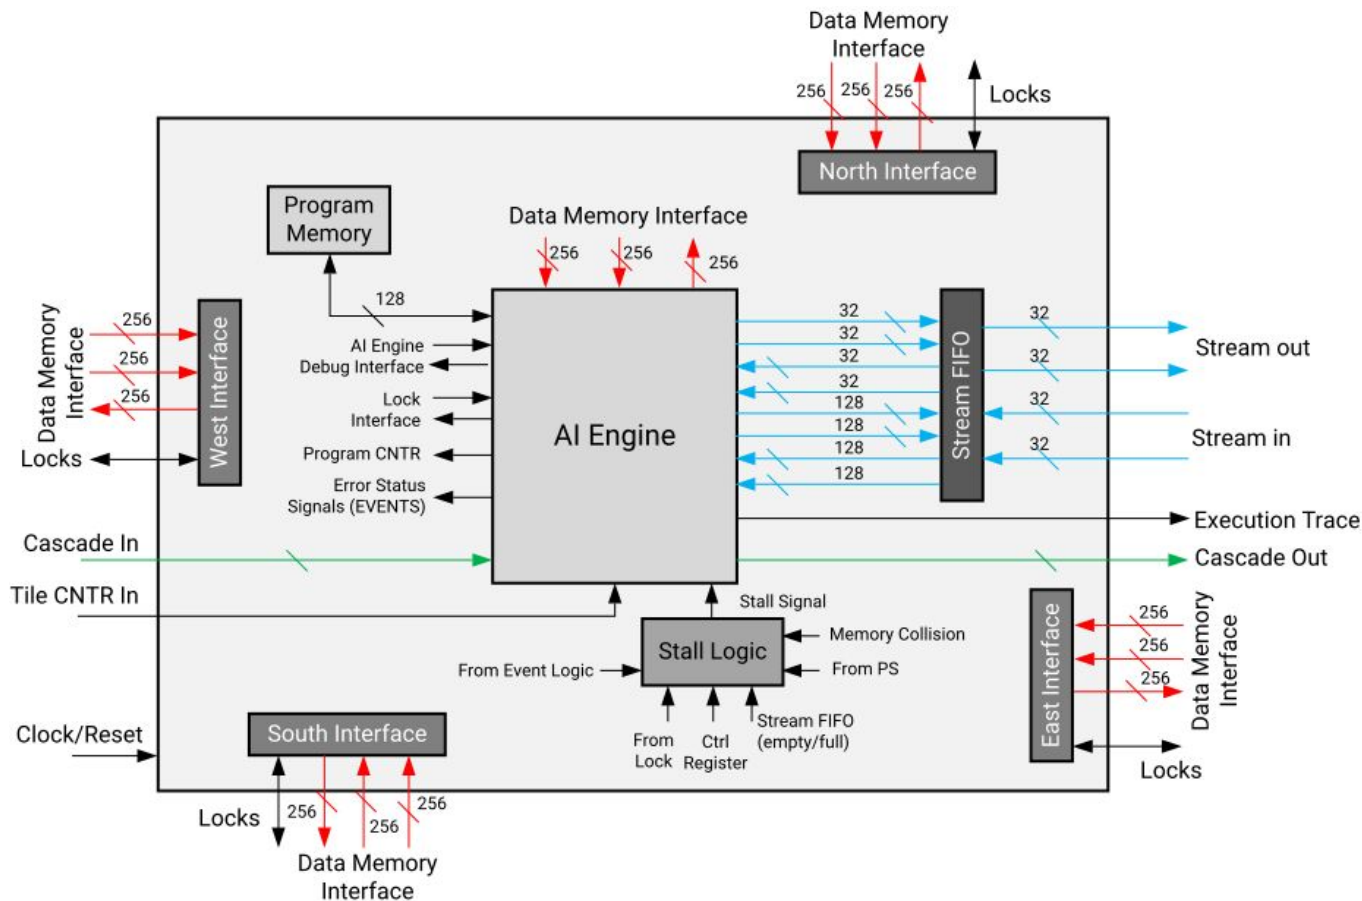 Data Memory
Interface
256
256
256
Locks
North Interface
Program
Memory
Data Memory Interface
256
256
256
128
AI Engine
Debug Interface
Lock
Interface
Program CNTR
Error Status
Signals (EVENTS)
AI Engine
32
32
32
32
128
128
128
128
Stream FIFO
32
32
Stream out
32
32
Stream in
Data Memory
Interface
256
256
256
West Interface
Locks
Execution Trace
Cascade In
Cascade Out
Tile CNTR In
Stall Signal
Stall Logic
Memory Collision
From Event Logic
From PS
From
Lock
Ctrl
Register
Stream FIFO
(empty/full)
East Interface
256
256
256
Data Memory
Interface
Locks
Clock/Reset
South Interface
Locks
256
256
256
Data Memory
Interface